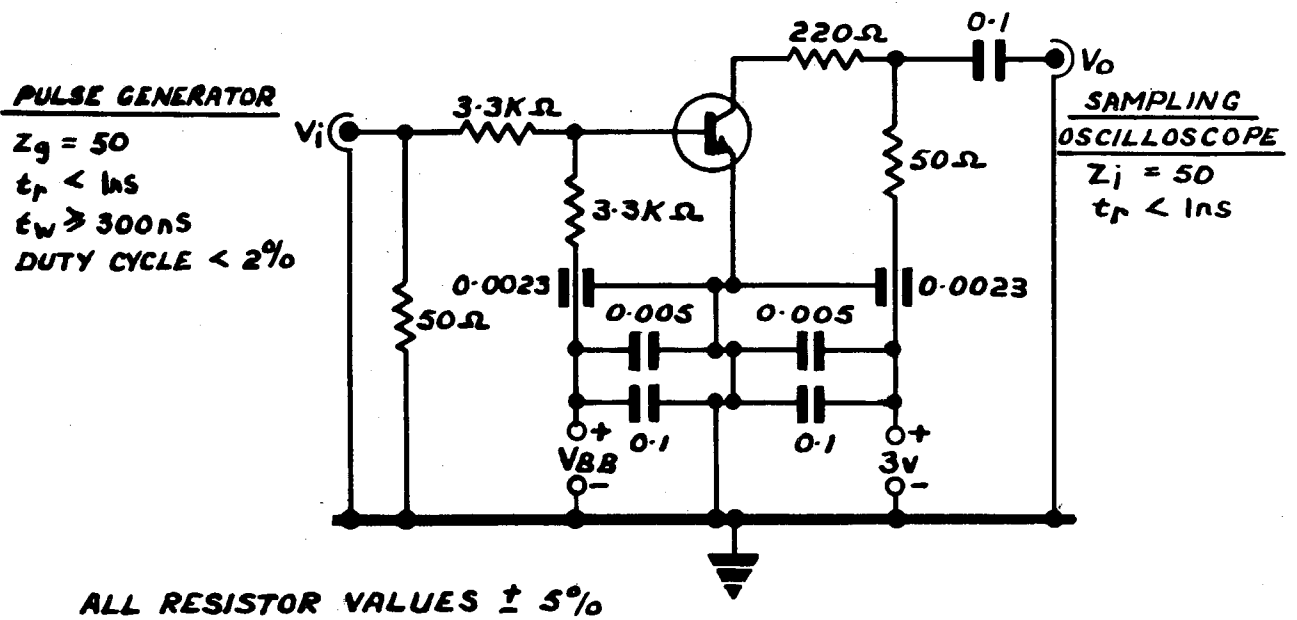 PULSE GENERATOR
Zg = 50
tr < 1ns
tw ≥ 300ns
DUTY CYCLE < 2%
Vi
3.3K Ω
3.3K Ω
50Ω
220Ω
0.1
Vo
SAMPLING
OSCILLOSCOPE
Zi = 50
tr < 1ns
50Ω
0.0023
0.0023
0.005
0.005
0.1
0.1
+
VBB
-
+
3v
-
ALL RESISTOR VALUES ± 5%